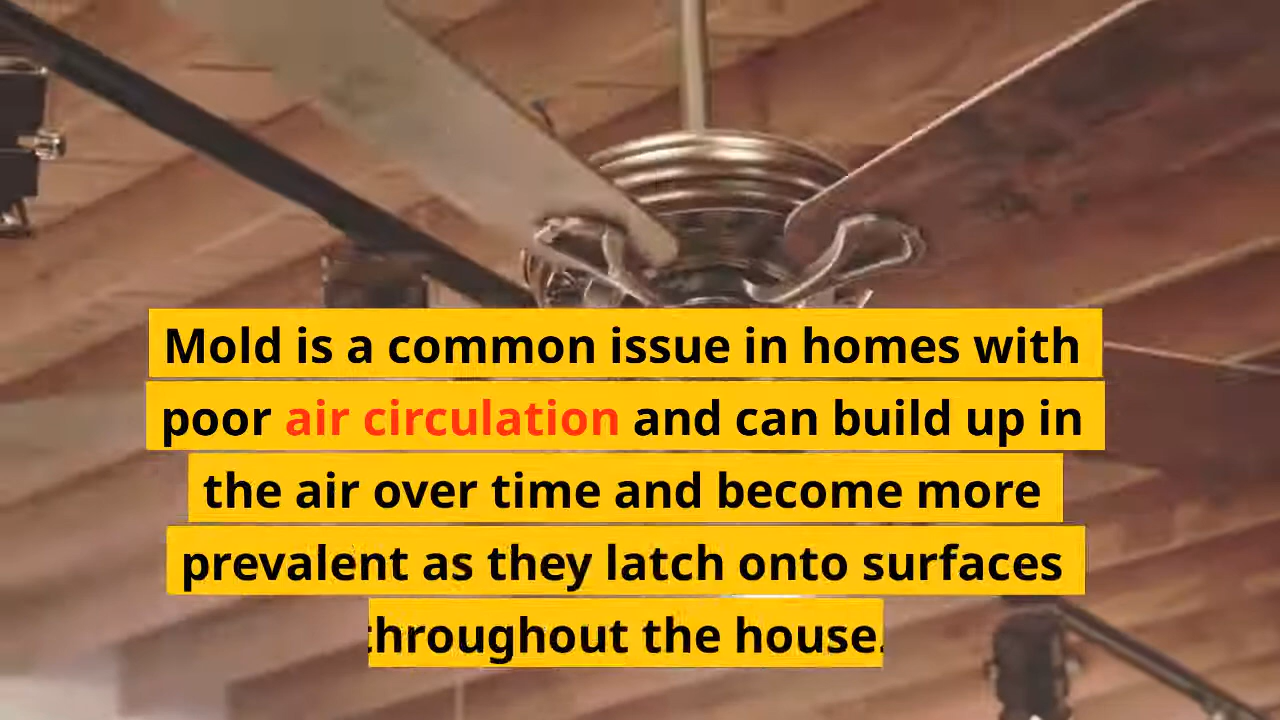 Mold is a common issue in homes with
poor air circulation and can build up in
the air over time and become more
prevalent as they latch onto surfaces
throughout the house.